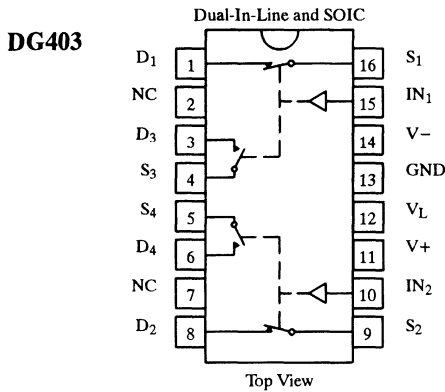 Dual-In-Line and SOIC
DG403
D1 1 16 S1
NC 2 15 IN1
D3 3 14 V−
S3 4 13 GND
S4 5 12 VL
D4 6 11 V+
NC 7 10 IN2
D2 8 9 S2
Top View